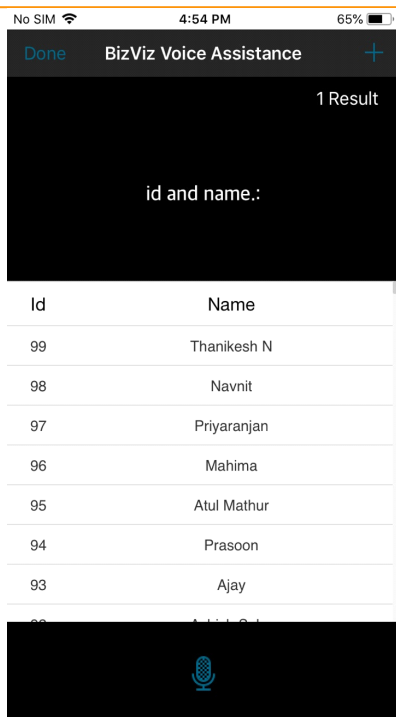 No SIM 4:54 PM 65%
Done BizViz Voice Assistance +
1 Result
id and name.:
Id Name
99 Thanikesh N
98 Navnit
97 Priyaranjan
96 Mahima
95 Atul Mathur
94 Prasoon
93 Ajay